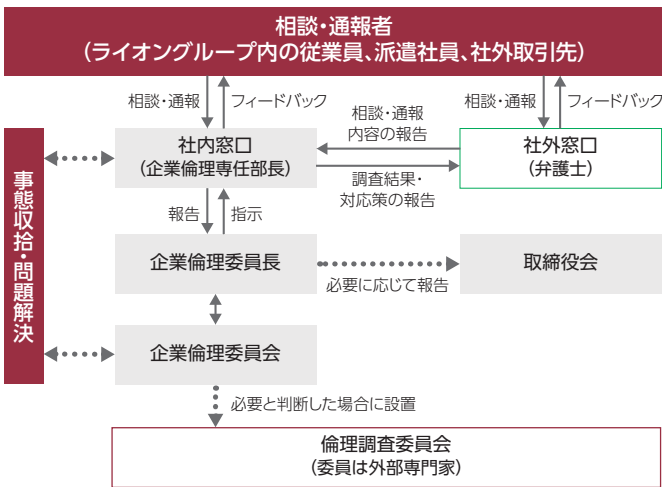 相談・通報者
(ライオングループ内の従業員、派遣社員、社外取引先)
相談・通報
フィードバック
相談・通報
内容の報告
相談・通報
フィードバック
社内窓口
(企業倫理専任部長)
社外窓口
(弁護士)
調査結果・
対応策の報告
事態収拾・問題解決
報告
指示
企業倫理委員長
必要に応じて報告
取締役会
企業倫理委員会
必要と判断した場合に設置
倫理調査委員会
(委員は外部専門家)